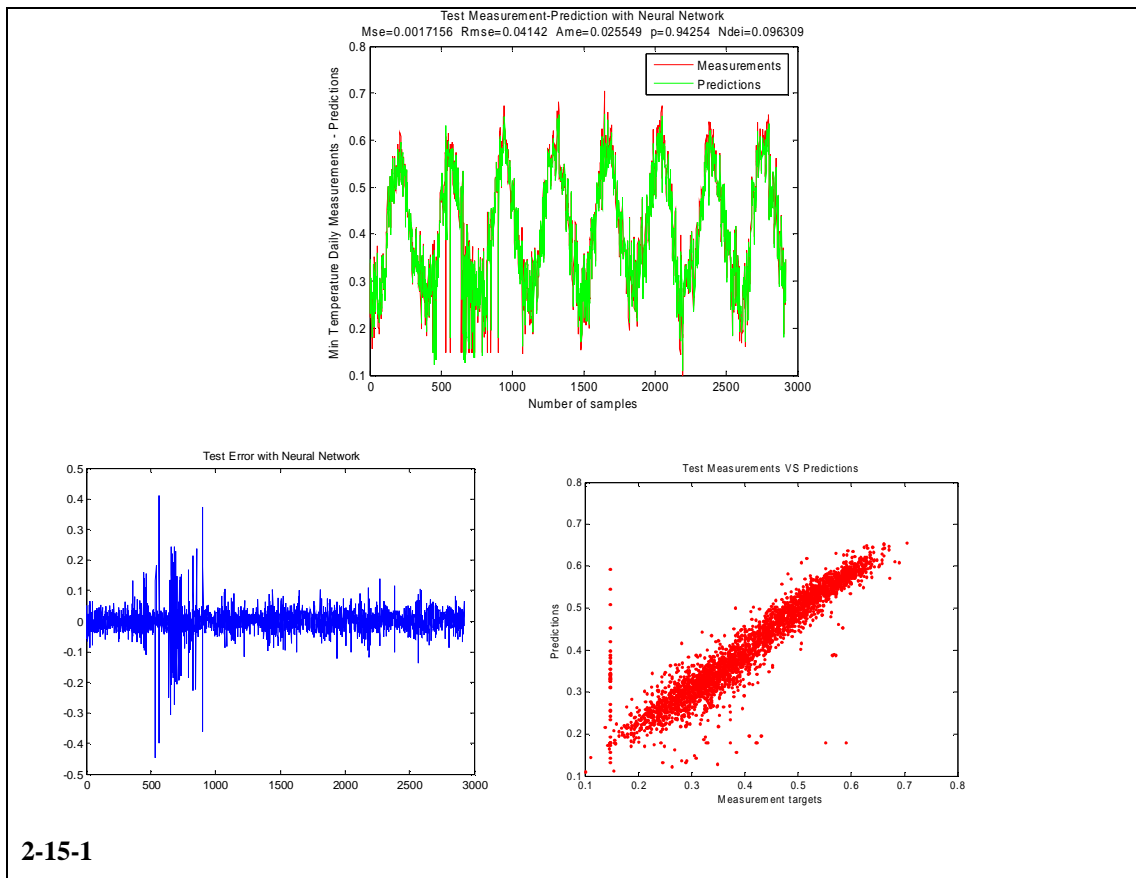 Test Measurement-Prediction with Neural Network
Mse=0.0017156 Rmse=0.04142 Ame=0.025549 p=0.94254 Ndei=0.096309
Min Temperature Daily Measurements - Predictions
0.8
0.7
0.6
0.5
0.4
0.3
0.2
0.1
Measurements
Predictions
0 500 1000 1500 2000 2500 3000
Number of samples
Test Error with Neural Network
0.5
0.4
0.3
0.2
0.1
0
-0.1
-0.2
-0.3
-0.4
-0.5
0 500 1000 1500 2000 2500 3000
Test Measurements VS Predictions
Predictions
0.8
0.7
0.6
0.5
0.4
0.3
0.2
0.1
0.1 0.2 0.3 0.4 0.5 0.6 0.7 0.8
Measurement targets
2-15-1